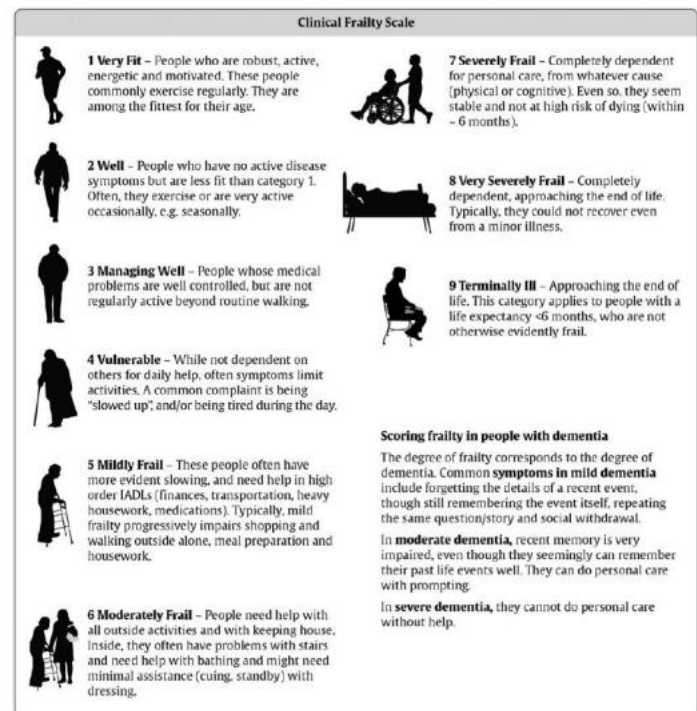 Clinical Frailty Scale
1 Very Fit – People who are robust, active,
energetic and motivated. These people
commonly exercise regularly. They are
among the fittest for their age.
2 Well – People who have no active disease
symptoms but are less fit than category 1.
Often, they exercise or are very active
occasionally, e.g. seasonally.
3 Managing Well – People whose medical
problems are well controlled, but are not
regularly active beyond routine walking.
4 Vulnerable – While not dependent on
others for daily help, often symptoms limit
activities. A common complaint is being
"slowed up", and/or being tired during the day.
5 Mildly Frail – These people often have
more evident slowing, and need help in high
order IADLs (finances, transportation, heavy
housework, medications). Typically, mild
frailty progressively impairs shopping and
walking outside alone, meal preparation and
housework.
6 Moderately Frail – People need help with
all outside activities and with keeping house.
Inside, they often have problems with stairs
and need help with bathing and might need
minimal assistance (cuing, standby) with
dressing.
7 Severely Frail – Completely dependent
for personal care, from whatever cause
(physical or cognitive). Even so, they seem
stable and not at high risk of dying (within
~ 6 months).
8 Very Severely Frail – Completely
dependent, approaching the end of life.
Typically, they could not recover even
from a minor illness.
9 Terminally Ill – Approaching the end of
life. This category applies to people with a
life expectancy <6 months, who are not
otherwise evidently frail.
Scoring frailty in people with dementia
The degree of frailty corresponds to the degree of
dementia. Common symptoms in mild dementia
include forgetting the details of a recent event,
though still remembering the event itself, repeating
the same question/story and social withdrawal.
In moderate dementia, recent memory is very
impaired, even though they seemingly can remember
their past life events well. They can do personal care
with prompting.
In severe dementia, they cannot do personal care
without help.